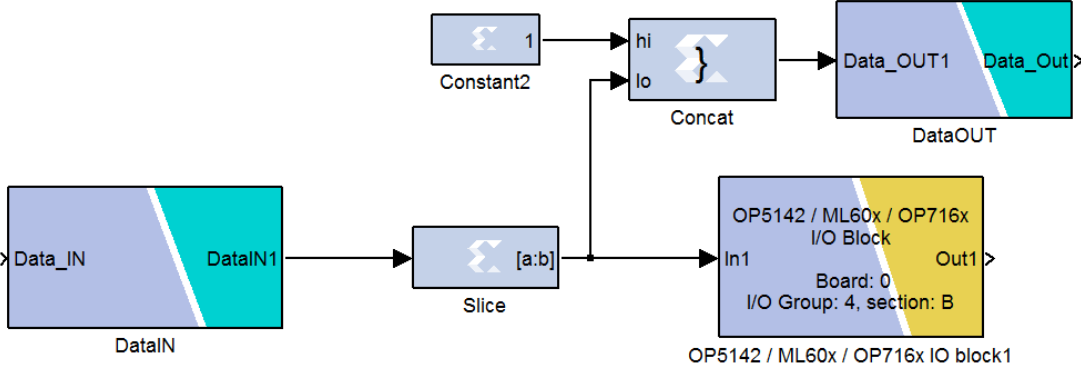 1
Constant2
hi
lo
}
Concat
Data_OUT1
Data_Out
DataOUT
Data_IN
DataIN1
DataIN
[a:b]
Slice
OP5142 / ML60x / OP716x
I/O Block
In1
Out1
Board: 0
I/O Group: 4, section: B
OP5142 / ML60x / OP716x IO block1